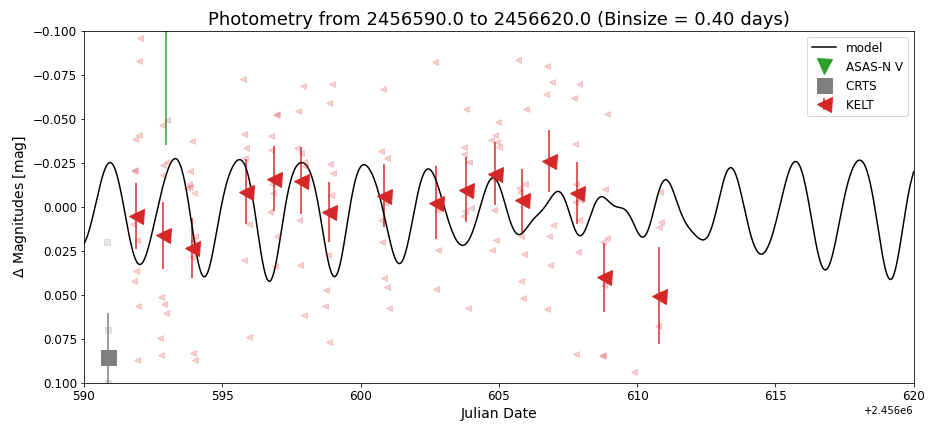 Photometry from 2456590.0 to 2456620.0 (Binsize = 0.40 days)
Δ Magnitudes [mag]
−0.100
−0.075
−0.050
−0.025
0.000
0.025
0.050
0.075
0.100
model
ASAS-N V
CRTS
KELT
590
595
600
605
610
615
620
+2.456e6
Julian Date